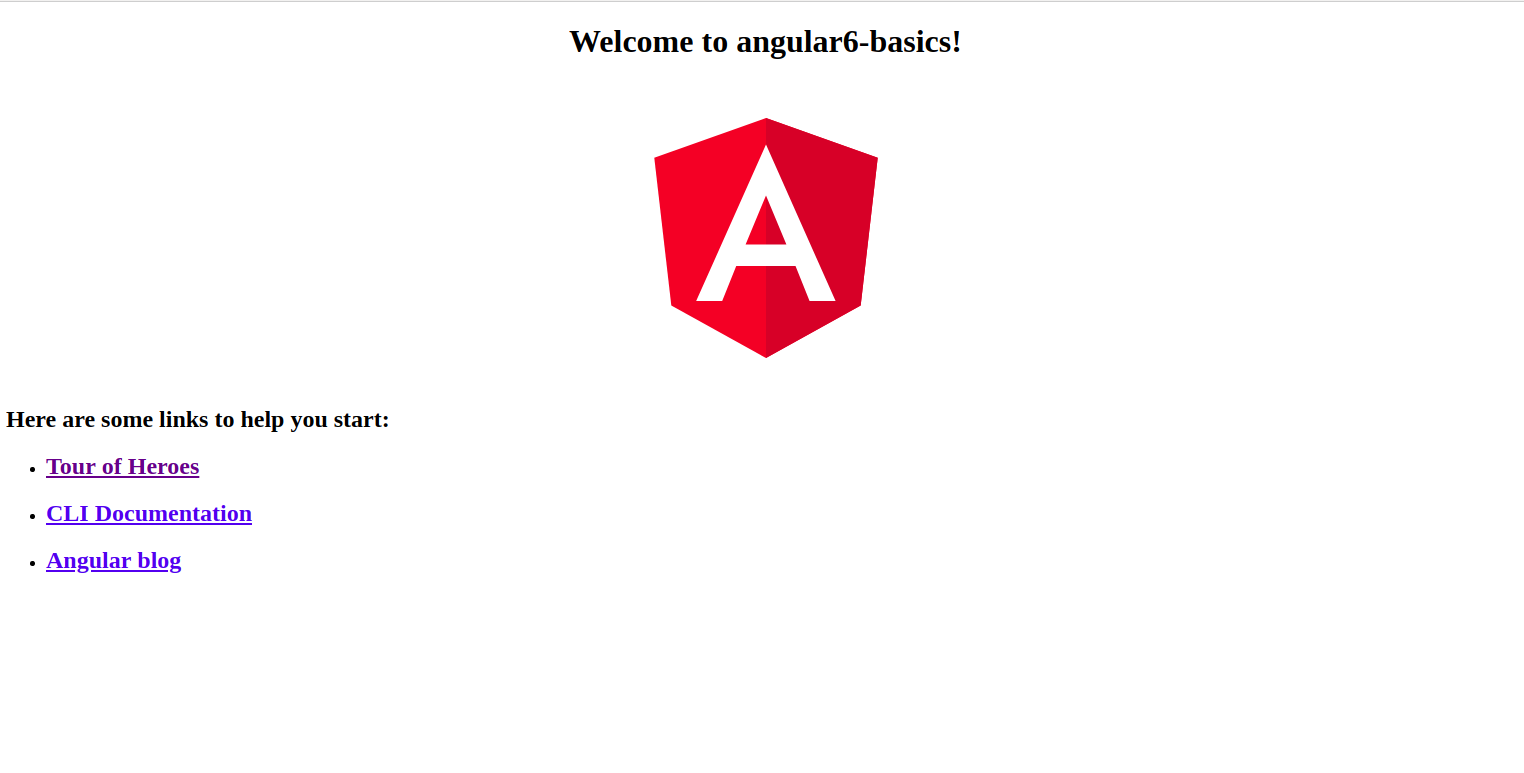 Welcome to angular6-basics!
A
Here are some links to help you start:
Tour of Heroes
CLI Documentation
Angular blog